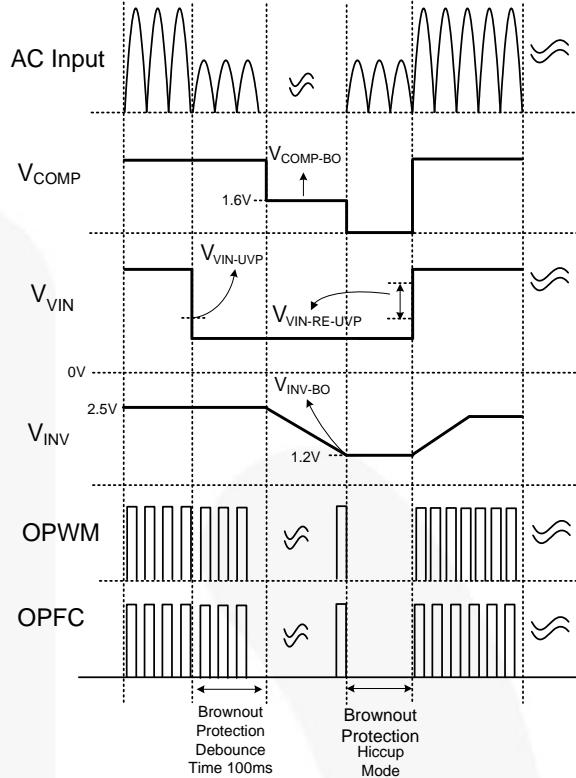 AC Input
VCOMP
VCOMP-BO
1.6V
VVIN-UVP
VVIN
VVIN-RE-UVP
0V
VINV-BO
2.5V
VINV
1.2V
OPWM
OPFC
Brownout
Protection
Debounce
Time 100ms
Brownout
Protection
Hiccup
Mode